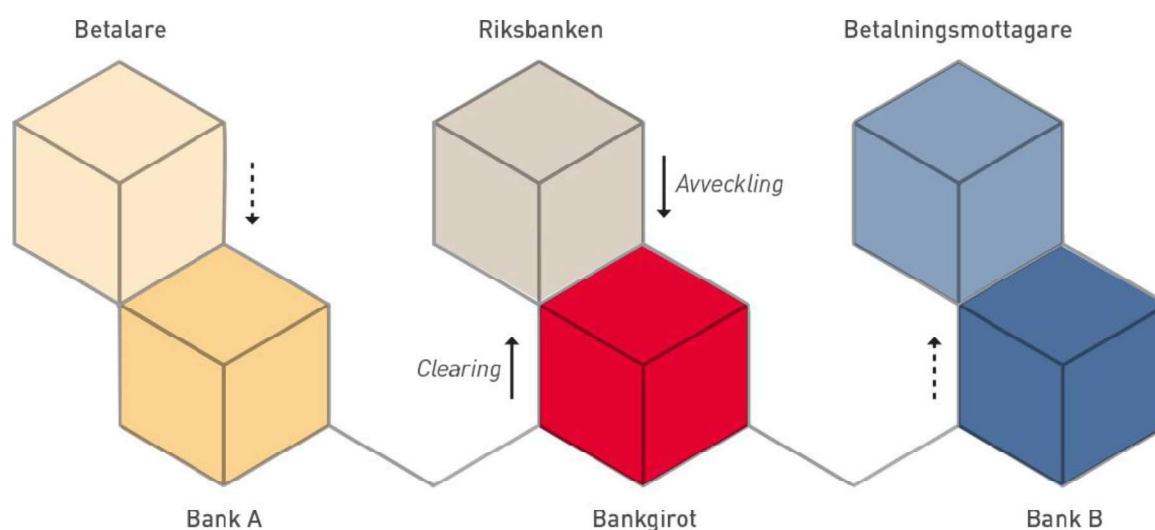 Betalare
Riksbanken
Betalningsmottagare
Avveckling
Clearing
Bank A
Bankgirot
Bank B